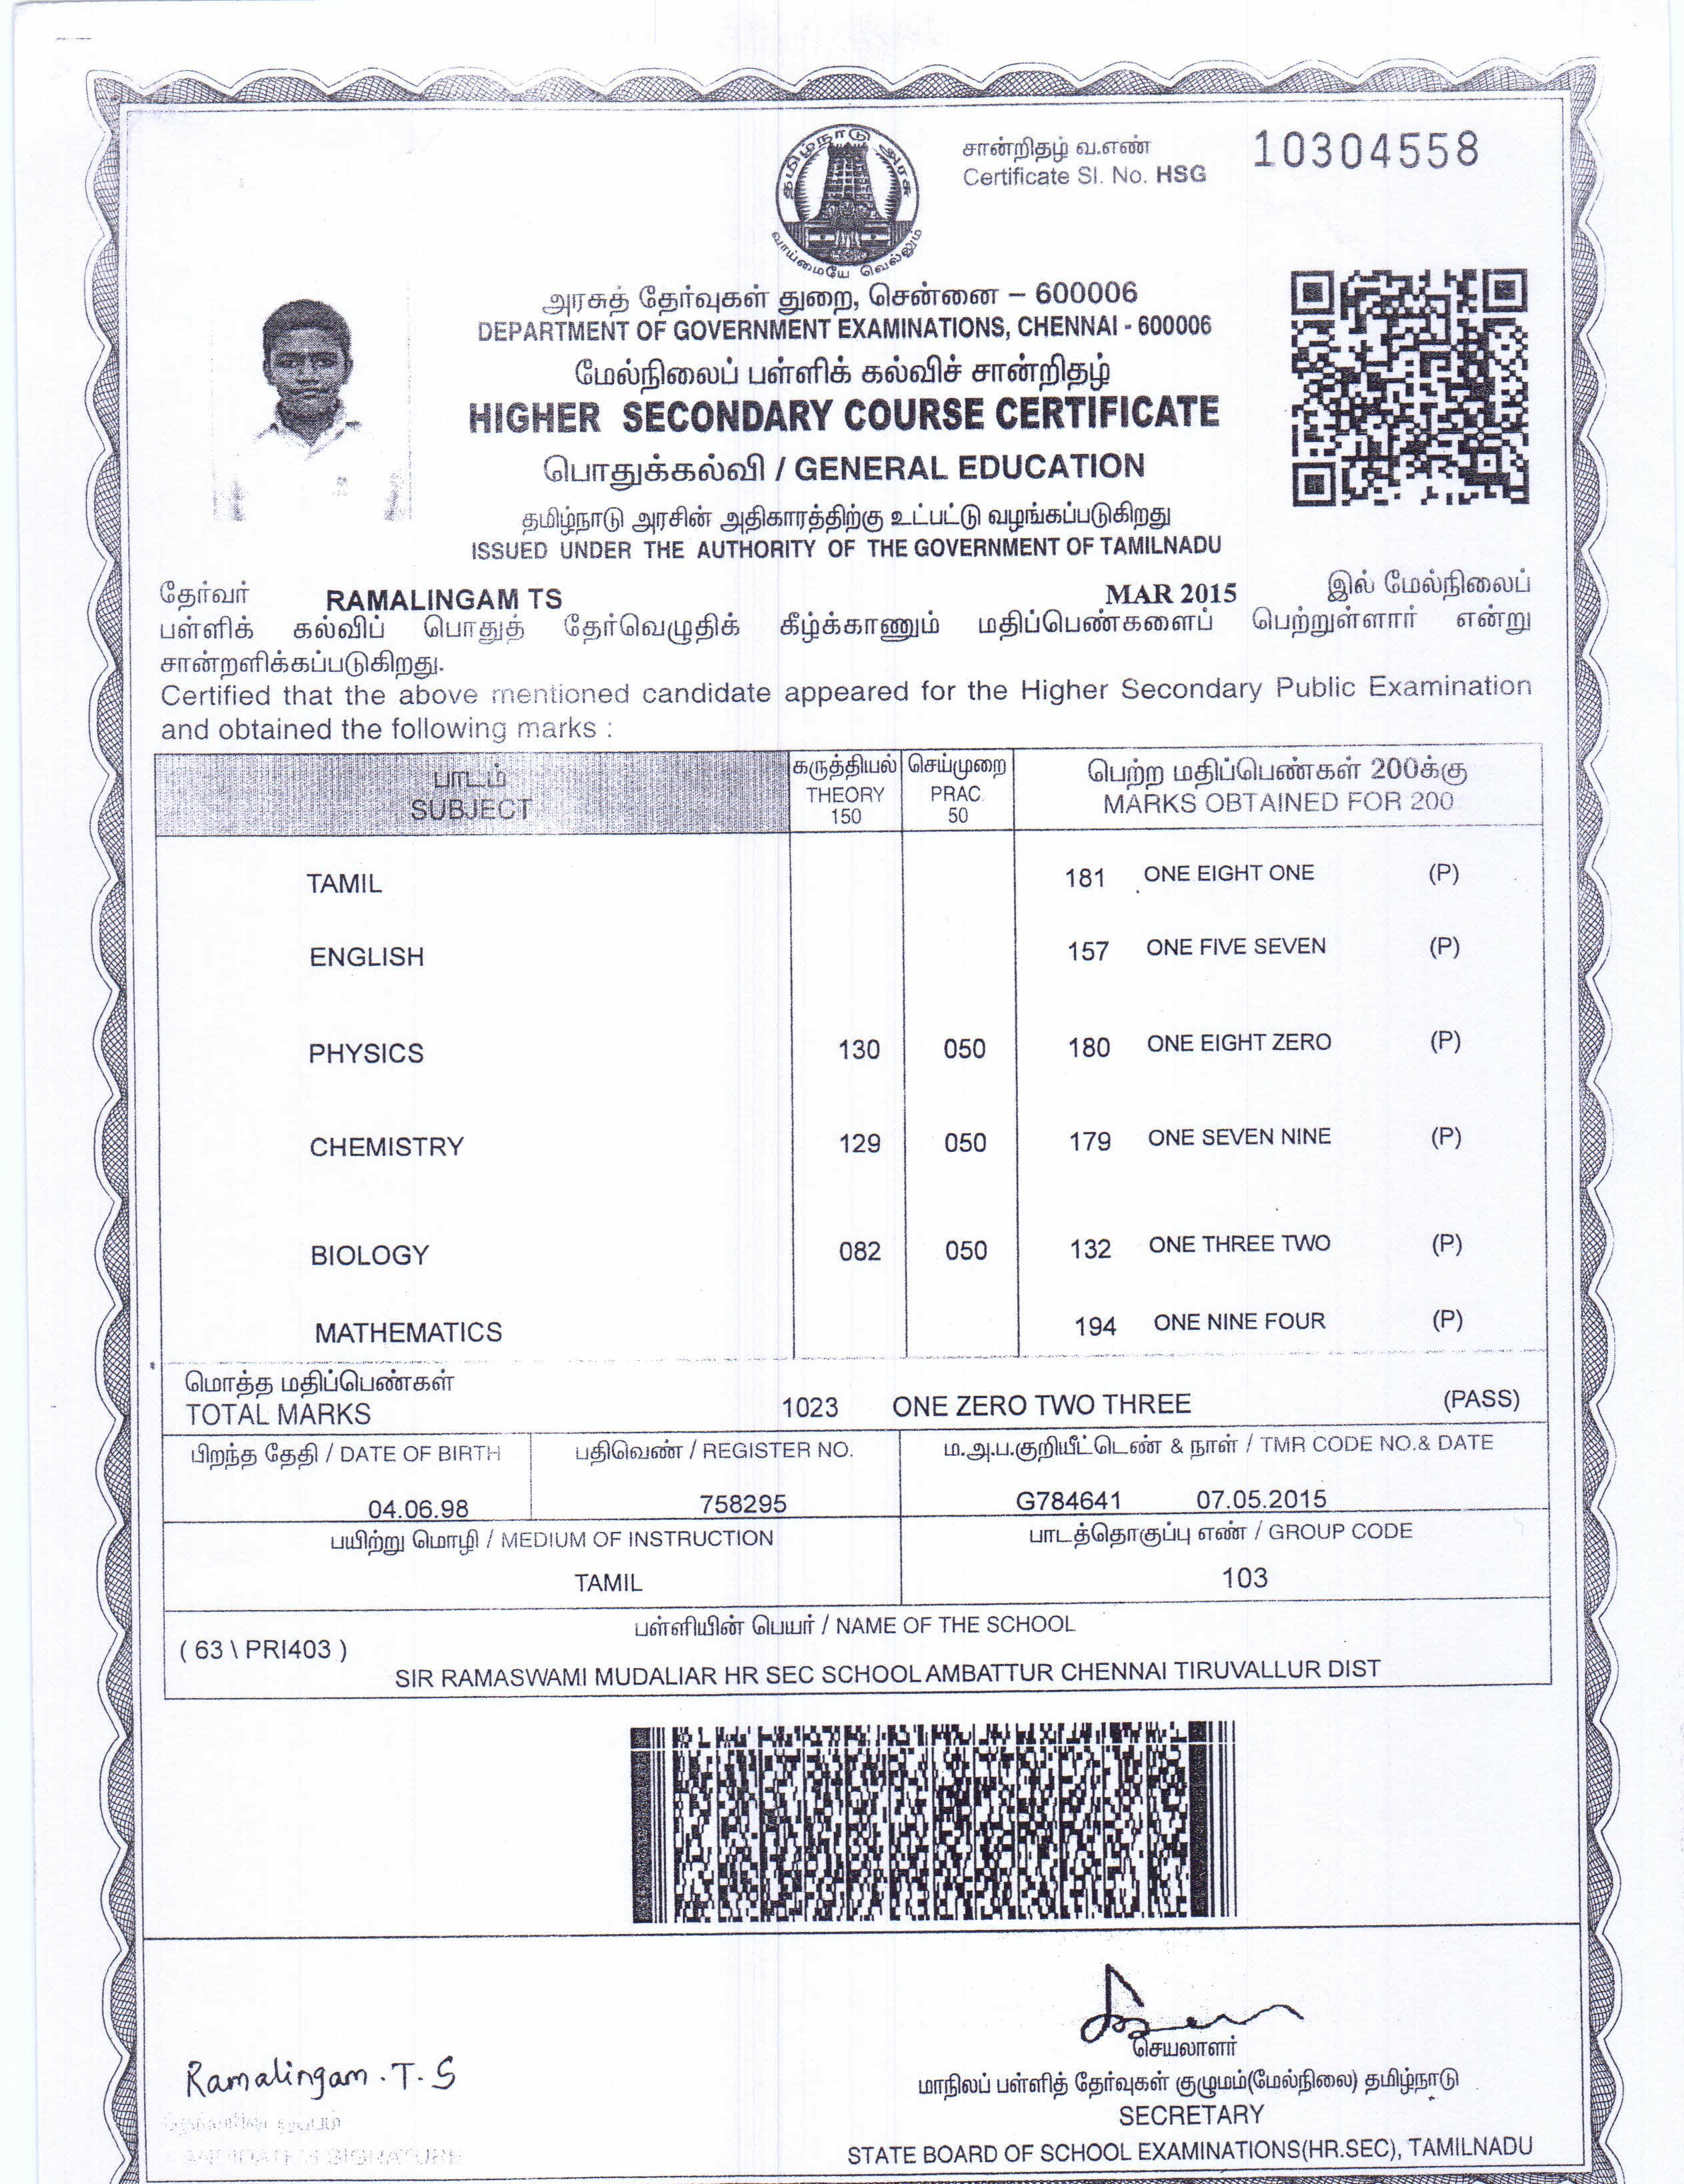 தமிழ்நாடு அரசு
வாய்மையே வெல்லும்
சான்றிதழ் வ.எண்
Certificate Sl. No. HSG 10304558
அரசுத் தேர்வுகள் துறை, சென்னை – 600006
DEPARTMENT OF GOVERNMENT EXAMINATIONS, CHENNAI - 600006
மேல்நிலைப் பள்ளிக் கல்விச் சான்றிதழ்
HIGHER SECONDARY COURSE CERTIFICATE
பொதுக்கல்வி / GENERAL EDUCATION
தமிழ்நாடு அரசின் அதிகாரத்திற்கு உட்பட்டு வழங்கப்படுகிறது
ISSUED UNDER THE AUTHORITY OF THE GOVERNMENT OF TAMILNADU
தேர்வர் RAMALINGAM TS MAR 2015 இல் மேல்நிலைப்
பள்ளிக் கல்விப் பொதுத் தேர்வெழுதிக் கீழ்க்காணும் மதிப்பெண்களைப் பெற்றுள்ளார் என்று
சான்றளிக்கப்படுகிறது.
Certified that the above mentioned candidate appeared for the Higher Secondary Public Examination
and obtained the following marks :
பாடம் கருத்தியல் செய்முறை பெற்ற மதிப்பெண்கள் 200க்கு
SUBJECT THEORY PRAC. MARKS OBTAINED FOR 200
150 50
TAMIL 181 ONE EIGHT ONE (P)
ENGLISH 157 ONE FIVE SEVEN (P)
PHYSICS 130 050 180 ONE EIGHT ZERO (P)
CHEMISTRY 129 050 179 ONE SEVEN NINE (P)
BIOLOGY 082 050 132 ONE THREE TWO (P)
MATHEMATICS 194 ONE NINE FOUR (P)
மொத்த மதிப்பெண்கள்
TOTAL MARKS 1023 ONE ZERO TWO THREE (PASS)
பிறந்த தேதி / DATE OF BIRTH பதிவெண் / REGISTER NO. ம.அ.ப.குறியீட்டெண் & நாள் / TMR CODE NO.& DATE
04.06.98 758295 G784641 07.05.2015
பயிற்று மொழி / MEDIUM OF INSTRUCTION பாடத்தொகுப்பு எண் / GROUP CODE
TAMIL 103
பள்ளியின் பெயர் / NAME OF THE SCHOOL
( 63 \ PRI403 )
SIR RAMASWAMI MUDALIAR HR SEC SCHOOL AMBATTUR CHENNAI TIRUVALLUR DIST
செயலாளர்
Ramalingam . T. S
மாநிலப் பள்ளித் தேர்வுகள் குழுமம்(மேல்நிலை) தமிழ்நாடு
SECRETARY
CANDIDATE'S SIGNATURE
STATE BOARD OF SCHOOL EXAMINATIONS(HR.SEC), TAMILNADU